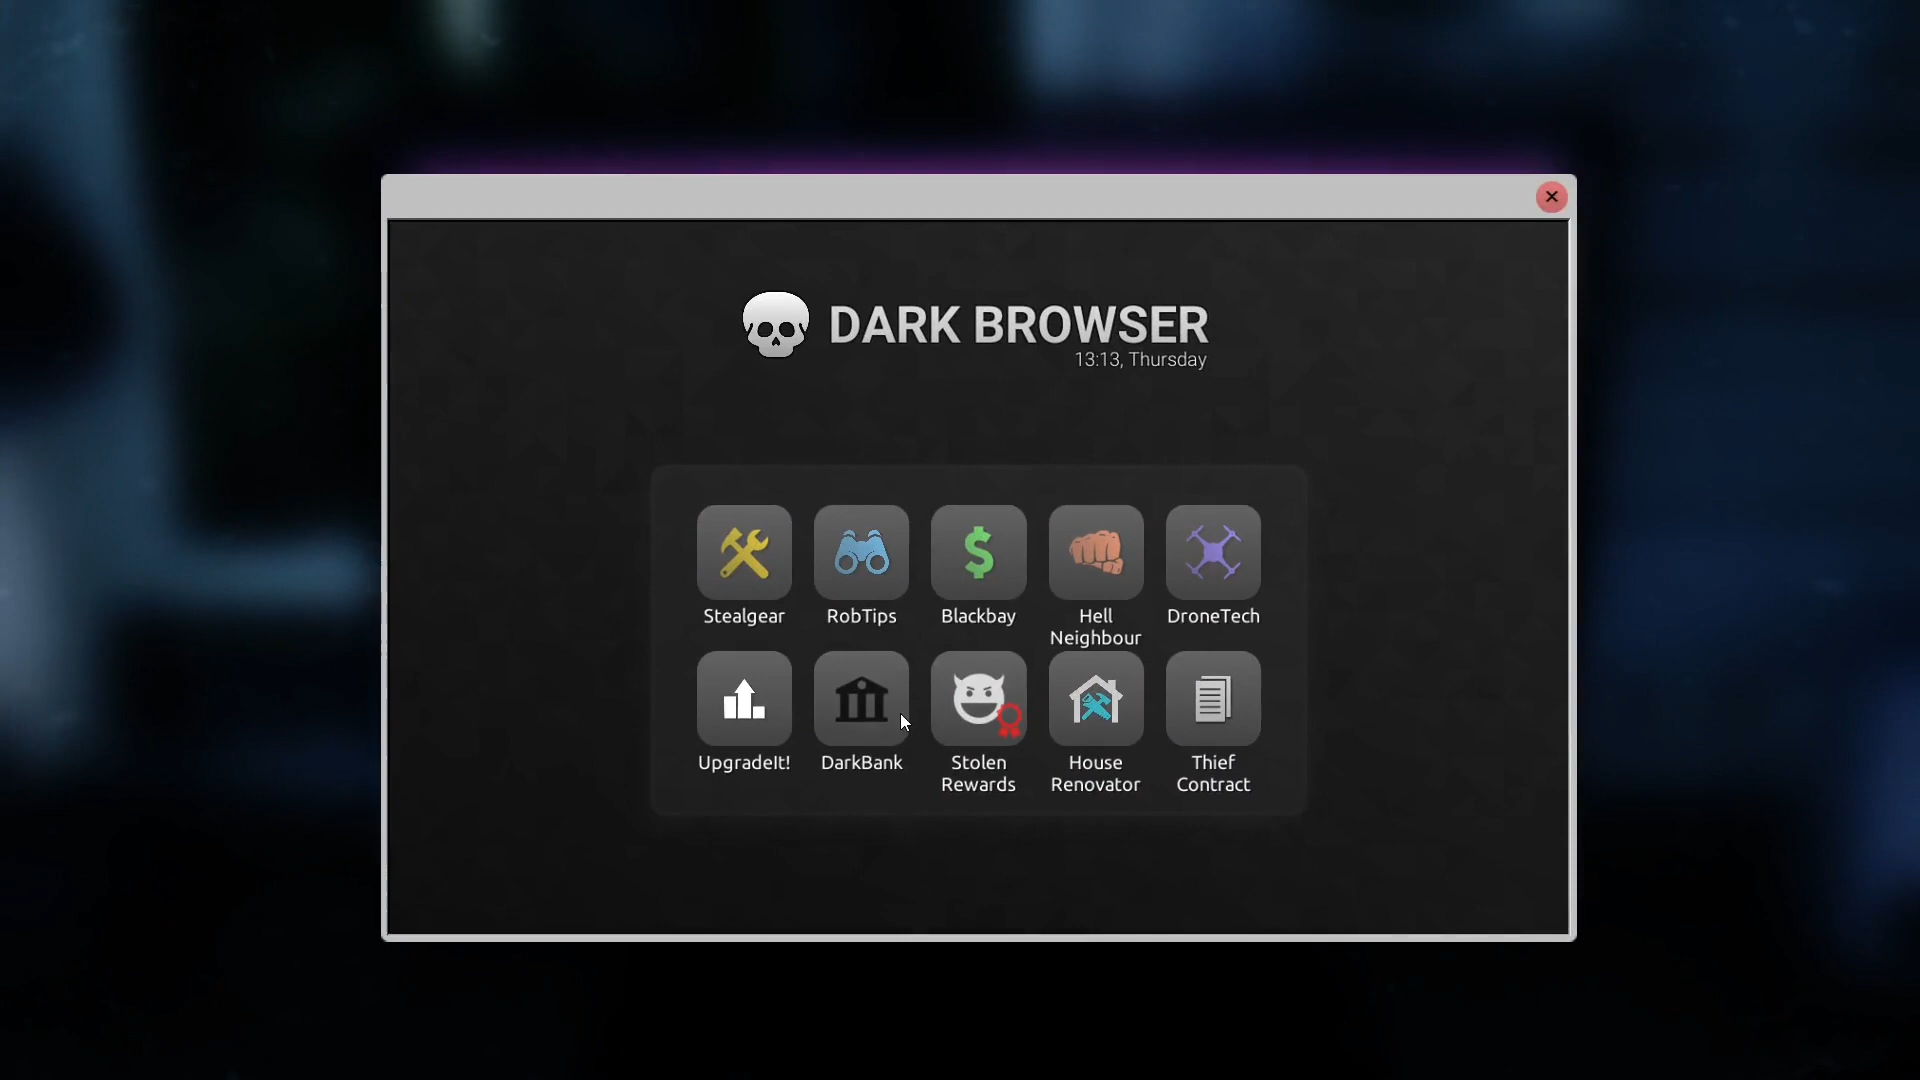 DARK BROWSER
13:13, Thursday
Stealgear
RobTips
Blackbay
Hell
Neighbour
DroneTech
UpgradeIt!
DarkBank
Stolen
Rewards
House
Renovator
Thief
Contract